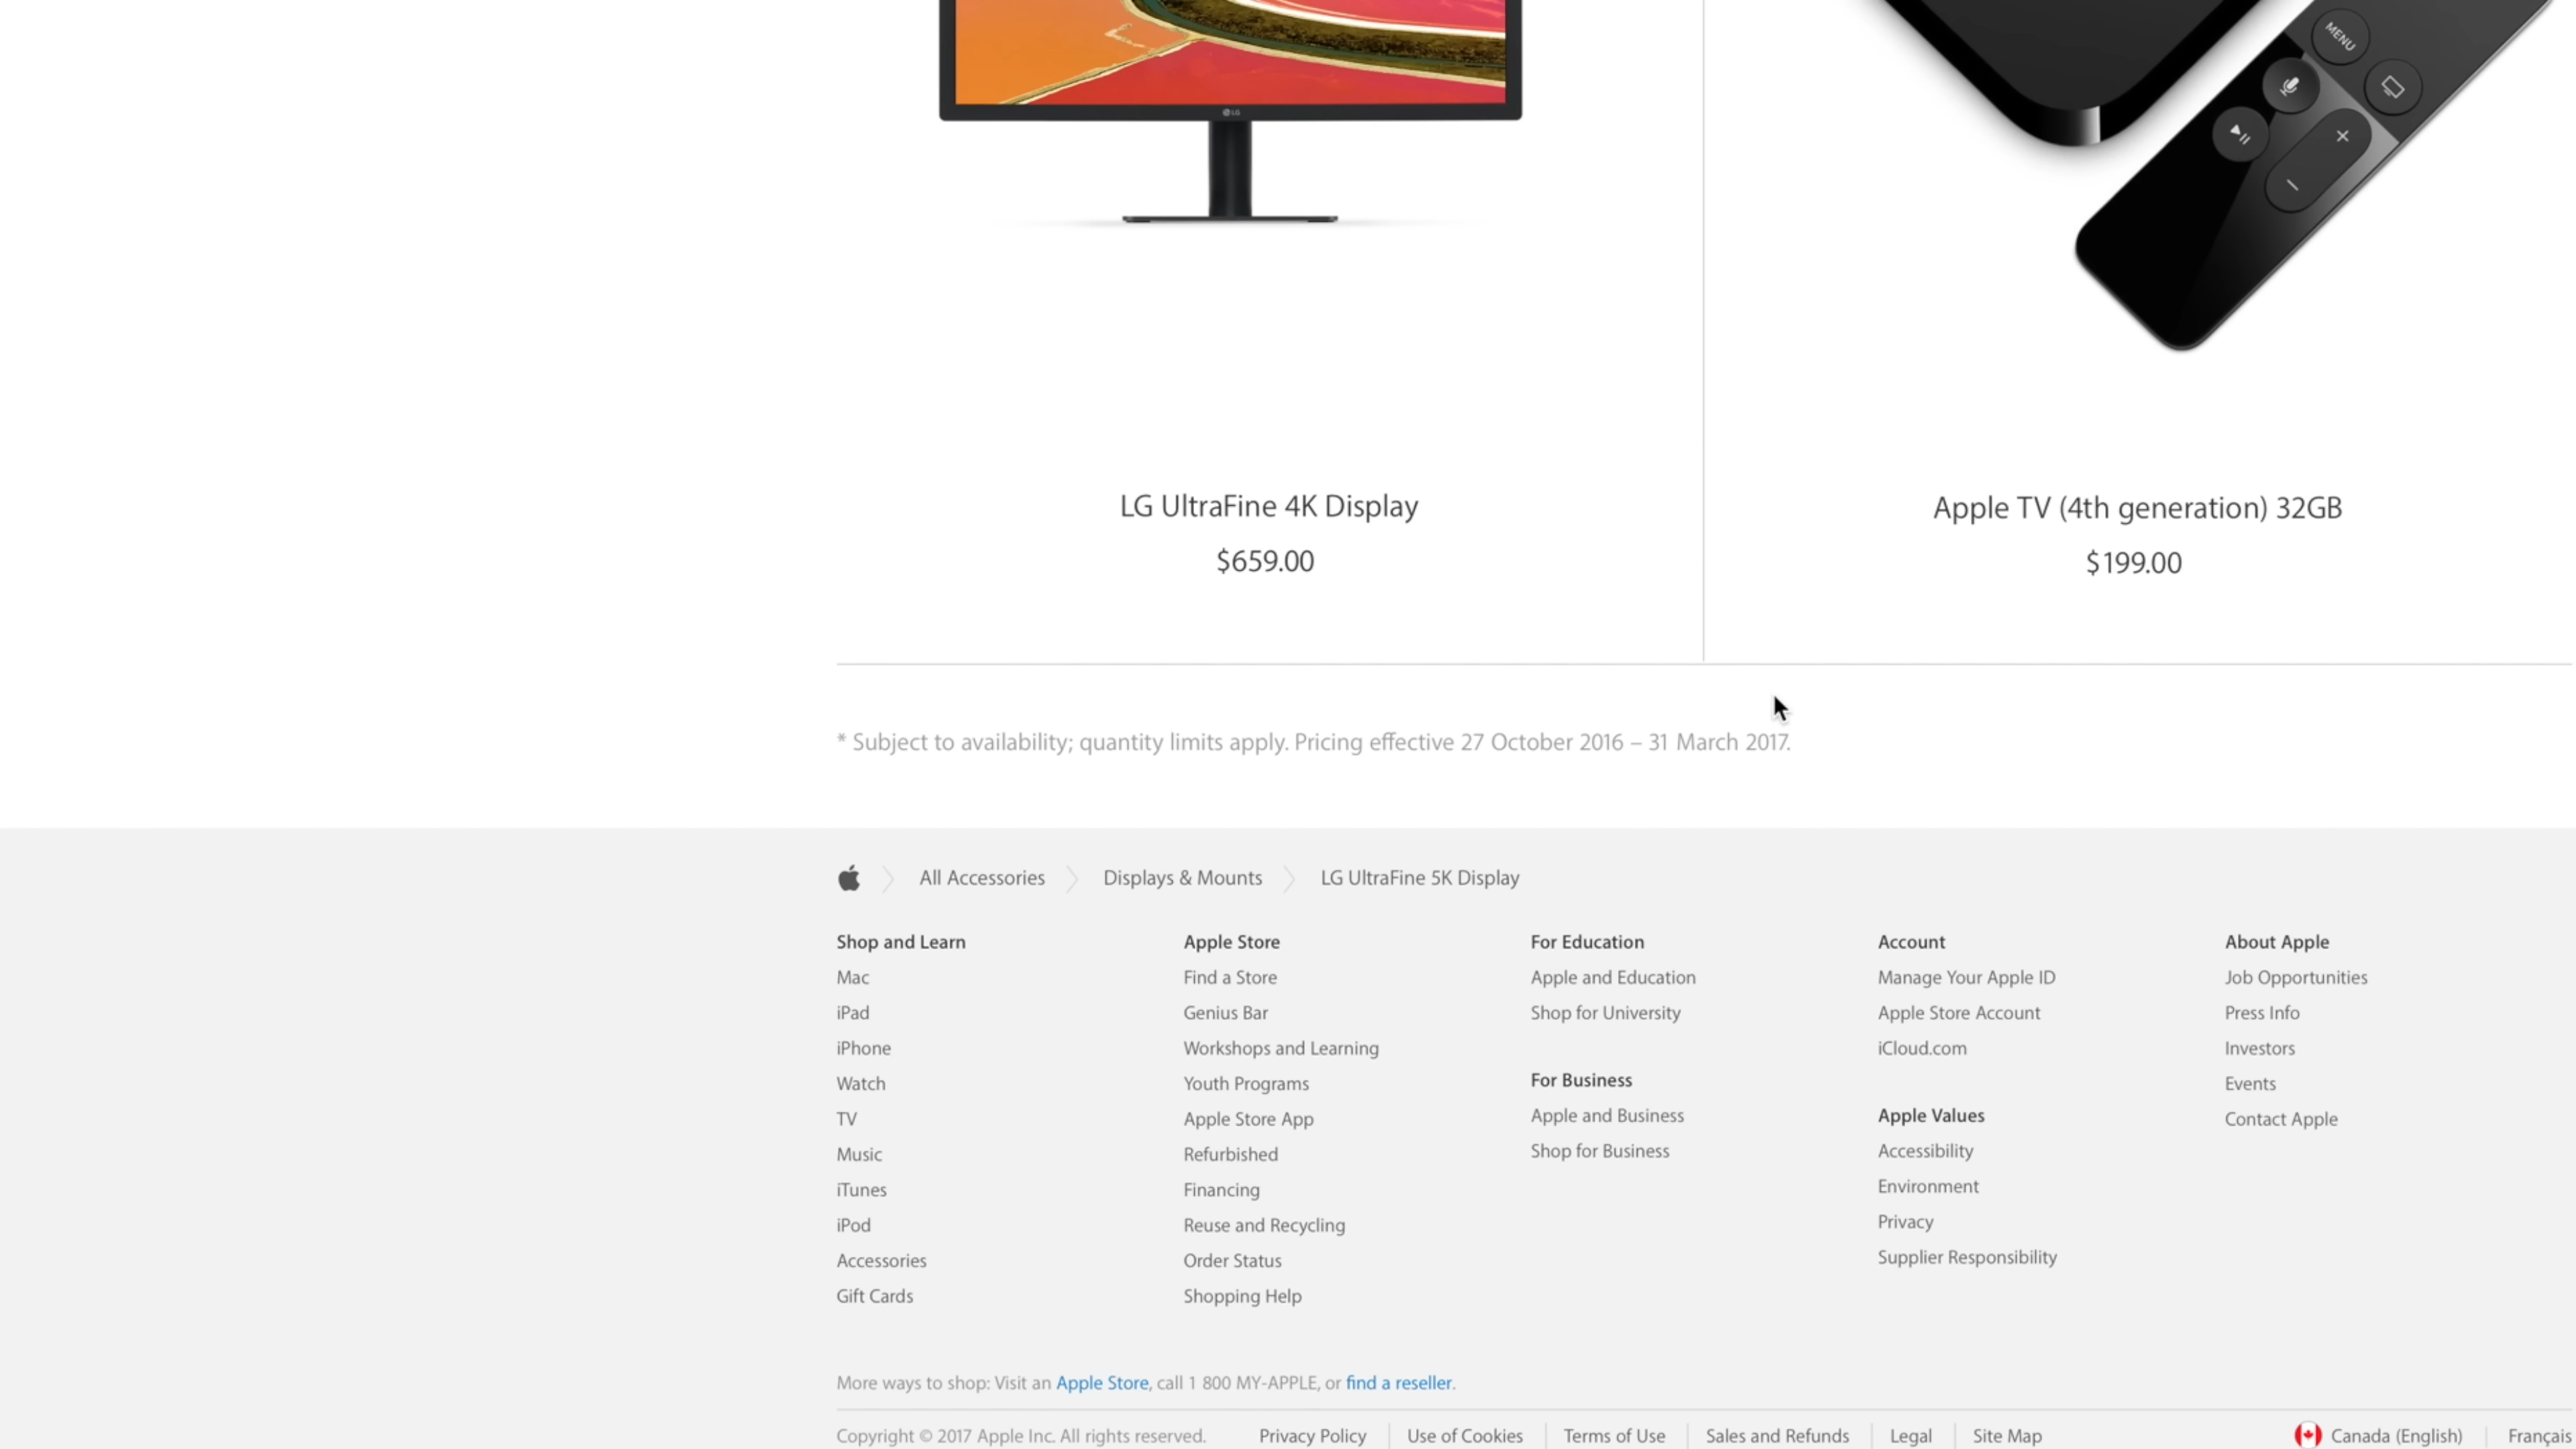 MENU
LG
LG UltraFine 4K Display
$659.00
Apple TV (4th generation) 32GB
$199.00
* Subject to availability; quantity limits apply. Pricing effective 27 October 2016 – 31 March 2017.
All Accessories
Displays & Mounts
LG UltraFine 5K Display
Shop and Learn
Mac
iPad
iPhone
Watch
TV
Music
iTunes
iPod
Accessories
Gift Cards
Apple Store
Find a Store
Genius Bar
Workshops and Learning
Youth Programs
Apple Store App
Refurbished
Financing
Reuse and Recycling
Order Status
Shopping Help
For Education
Apple and Education
Shop for University
For Business
Apple and Business
Shop for Business
Account
Manage Your Apple ID
Apple Store Account
iCloud.com
Apple Values
Accessibility
Environment
Privacy
Supplier Responsibility
About Apple
Job Opportunities
Press Info
Investors
Events
Contact Apple
More ways to shop: Visit an Apple Store, call 1 800 MY-APPLE, or find a reseller.
Copyright © 2017 Apple Inc. All rights reserved.
Privacy Policy
Use of Cookies
Terms of Use
Sales and Refunds
Legal
Site Map
Canada (English)
Français